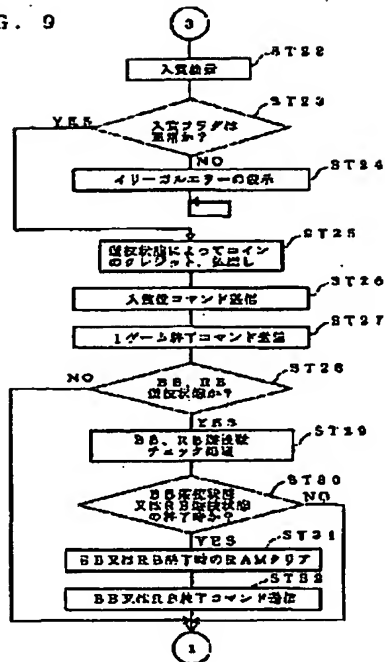 G. 9
3
ST22
入賞検索
ST23
YES
入賞フラグは
正常か?
NO
ST24
イリーガルエラーの表示
ST25
遊技状態によってコイン
のクレジット、払出し
ST26
入賞役コマンド送信
ST27
1ゲーム終了コマンド送信
ST28
NO
BB、RB
遊技状態か?
YES
ST29
BB、RB遊技数
チェック処理
ST30
BB遊技状態
又はRB遊技状態
の終了時か?
NO
YES
ST31
BB又はRB終了時のRAMクリア
ST32
BB又はRB終了コマンド送信
1